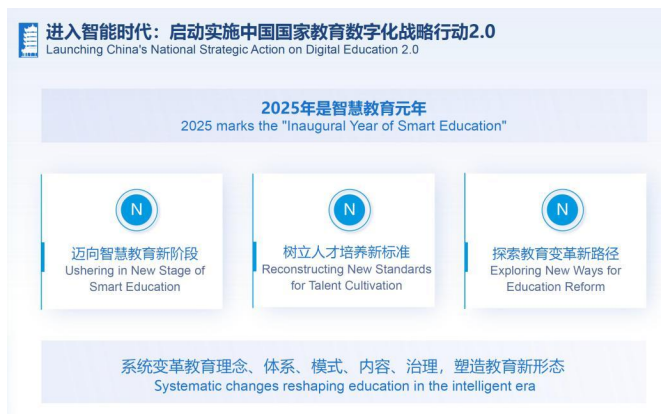 进入智能时代：启动实施中国国家教育数字化战略行动2.0
Launching China's National Strategic Action on Digital Education 2.0
2025年是智慧教育元年
2025 marks the "Inaugural Year of Smart Education"
N
迈向智慧教育新阶段
Ushering in New Stage of
Smart Education
N
树立人才培养新标准
Reconstructing New Standards
for Talent Cultivation
N
探索教育变革新路径
Exploring New Ways for
Education Reform
系统变革教育理念、体系、模式、内容、治理，塑造教育新形态
Systematic changes reshaping education in the intelligent era